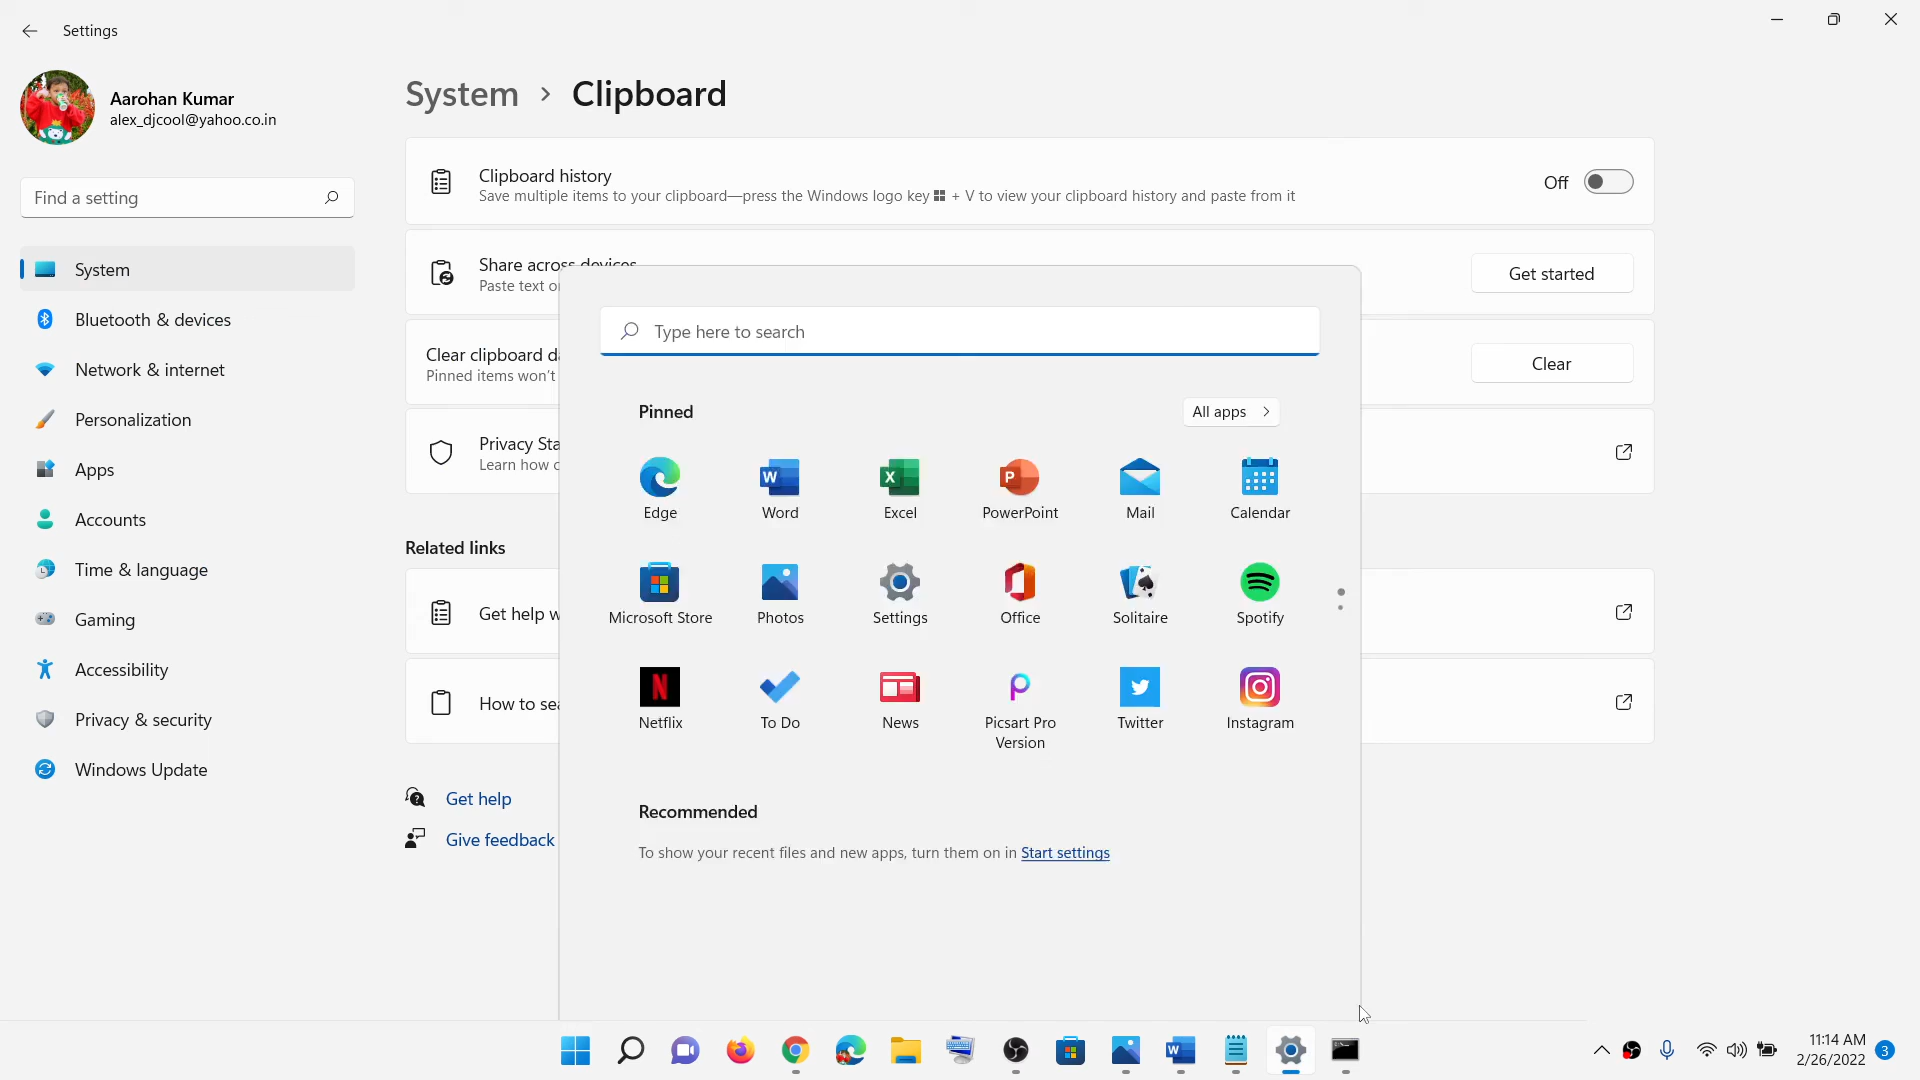 Settings
Aarohan Kumar
alex_djcool@yahoo.co.in
Find a setting
System
Bluetooth & devices
Network & internet
Personalization
Apps
Accounts
Time & language
Gaming
Accessibility
Privacy & security
Windows Update
System > Clipboard
Clipboard history
Save multiple items to your clipboard—press the Windows logo key + V to view your clipboard history and paste from it
Off
Share across devices
Paste text o
Get started
Clear clipboard da
Pinned items won't
Clear
Privacy Sta
Learn how c
Related links
Get help w
How to sea
Get help
Give feedback
Type here to search
Pinned
All apps >
Edge
Word
Excel
PowerPoint
Mail
Calendar
Microsoft Store
Photos
Settings
Office
Solitaire
Spotify
Netflix
To Do
News
Picsart Pro
Version
Twitter
Instagram
Recommended
To show your recent files and new apps, turn them on in Start settings
11:14 AM
2/26/2022
3